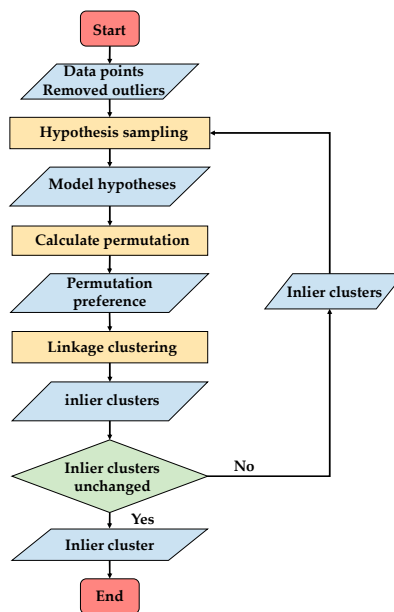 Start
Data points
Removed outliers
Hypothesis sampling
Model hypotheses
Calculate permutation
Permutation
preference
Inlier clusters
Linkage clustering
inlier clusters
Inlier clusters
unchanged
No
Yes
Inlier cluster
End